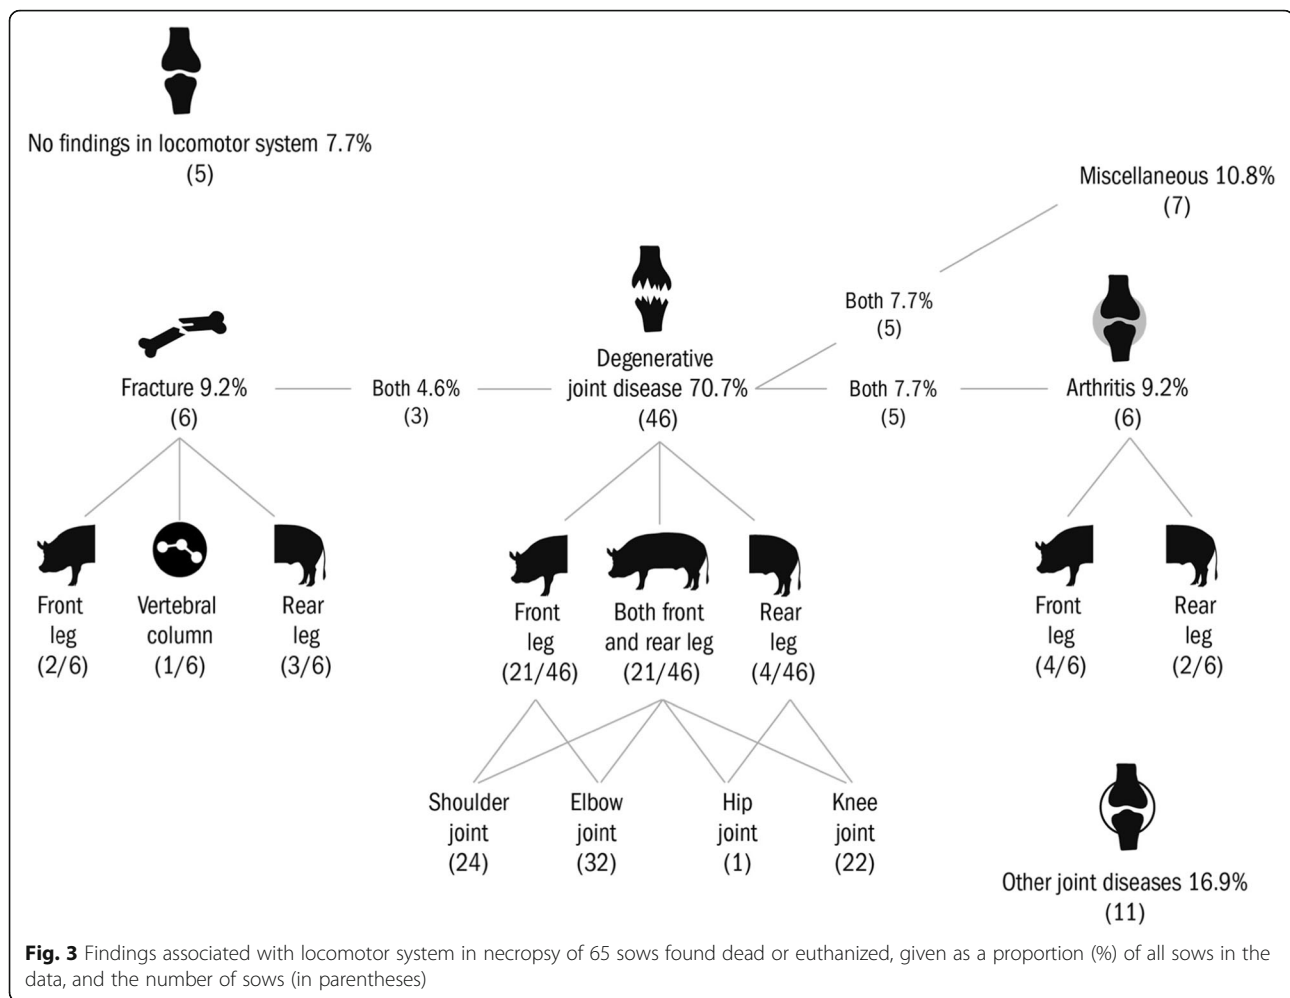 No findings in locomotor system 7.7%
(5)
Miscellaneous 10.8%
(7)
Both 7.7%
(5)
Fracture 9.2%
(6)
Both 4.6%
(3)
Degenerative
joint disease 70.7%
(46)
Both 7.7%
(5)
Arthritis 9.2%
(6)
Front
leg
(2/6)
Vertebral
column
(1/6)
Rear
leg
(3/6)
Front
leg
(21/46)
Both front
and rear leg
(21/46)
Rear
leg
(4/46)
Front
leg
(4/6)
Rear
leg
(2/6)
Shoulder
joint
(24)
Elbow
joint
(32)
Hip
joint
(1)
Knee
joint
(22)
Other joint diseases 16.9%
(11)
Fig. 3 Findings associated with locomotor system in necropsy of 65 sows found dead or euthanized, given as a proportion (%) of all sows in the
data, and the number of sows (in parentheses)